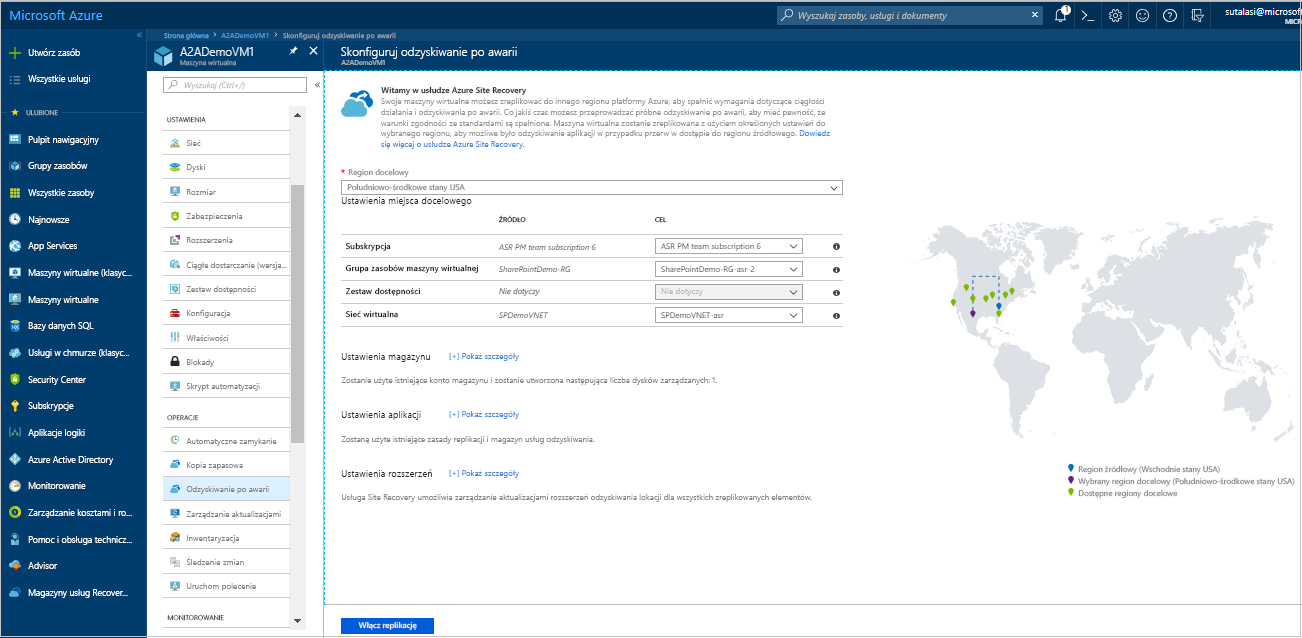 Microsoft Azure
Wyszukaj zasoby, usługi i dokumenty
1
sutalasi@microsof
MICR
Utwórz zasób
Wszystkie usługi
ULUBIONE
Pulpit nawigacyjny
Grupy zasobów
Wszystkie zasoby
Najnowsze
App Services
Maszyny wirtualne (klasyc...
Maszyny wirtualne
Bazy danych SQL
Usługi w chmurze (klasyc...
Security Center
Subskrypcje
Aplikacje logiki
Azure Active Directory
Monitorowanie
Zarządzanie kosztami i ro...
Pomoc i obsługa technicz...
Advisor
Magazyny usług Recover...
Strona główna > A2ADemoVM1 > Skonfiguruj odzyskiwanie po awarii
A2ADemoVM1
Maszyna wirtualna
Wyszukaj (Ctrl+/)
USTAWIENIA
Sieć
Dyski
Rozmiar
Zabezpieczenia
Rozszerzenia
Ciągłe dostarczanie (wersja...
Zestaw dostępności
Konfiguracja
Właściwości
Blokady
Skrypt automatyzacji
OPERACJE
Automatyczne zamykanie
Kopia zapasowa
Odzyskiwanie po awarii
Zarządzanie aktualizacjami
Inwentaryzacja
Śledzenie zmian
Uruchom polecenie
MONITOROWANIE
Skonfiguruj odzyskiwanie po awarii
A2ADemoVM1
Witamy w usłudze Azure Site Recovery
Swoje maszyny wirtualne możesz zreplikować do innego regionu platformy Azure, aby spełnić wymagania dotyczące ciągłości
działania i odzyskiwania po awarii. Co jakiś czas możesz przeprowadzać próbne odzyskiwanie po awarii, aby mieć pewność, że
warunki zgodności ze standardami są spełnione. Maszyna wirtualna zostanie zreplikowana z użyciem określonych ustawień do
wybranego regionu, aby możliwe było odzyskiwanie aplikacji w przypadku przerw w dostępie do regionu źródłowego. Dowiedz
się więcej o usłudze Azure Site Recovery.
* Region docelowy
Południowo-środkowe stany USA
Ustawienia miejsca docelowego
ŹRÓDŁO CEL
Subskrypcja ASR PM team subscription 6 ASR PM team subscription 6
Grupa zasobów maszyny wirtualnej SharePointDemo-RG SharePointDemo-RG-asr-2
Zestaw dostępności Nie dotyczy Nie dotyczy
Sieć wirtualna SPDemoVNET SPDemoVNET-asr
Ustawienia magazynu [+] Pokaż szczegóły
Zostanie użyte istniejące konto magazynu i zostanie utworzona następująca liczba dysków zarządzanych: 1.
Ustawienia aplikacji [+] Pokaż szczegóły
Zostaną użyte istniejące zasady replikacji i magazyn usług odzyskiwania.
Ustawienia rozszerzeń [+] Pokaż szczegóły
Usługa Site Recovery umożliwia zarządzanie aktualizacjami rozszerzeń odzyskiwania lokacji dla wszystkich zreplikowanych elementów.
Region źródłowy (Wschodnie stany USA)
Wybrany region docelowy (Południowo-środkowe stany USA)
Dostępne regiony docelowe
Włącz replikację